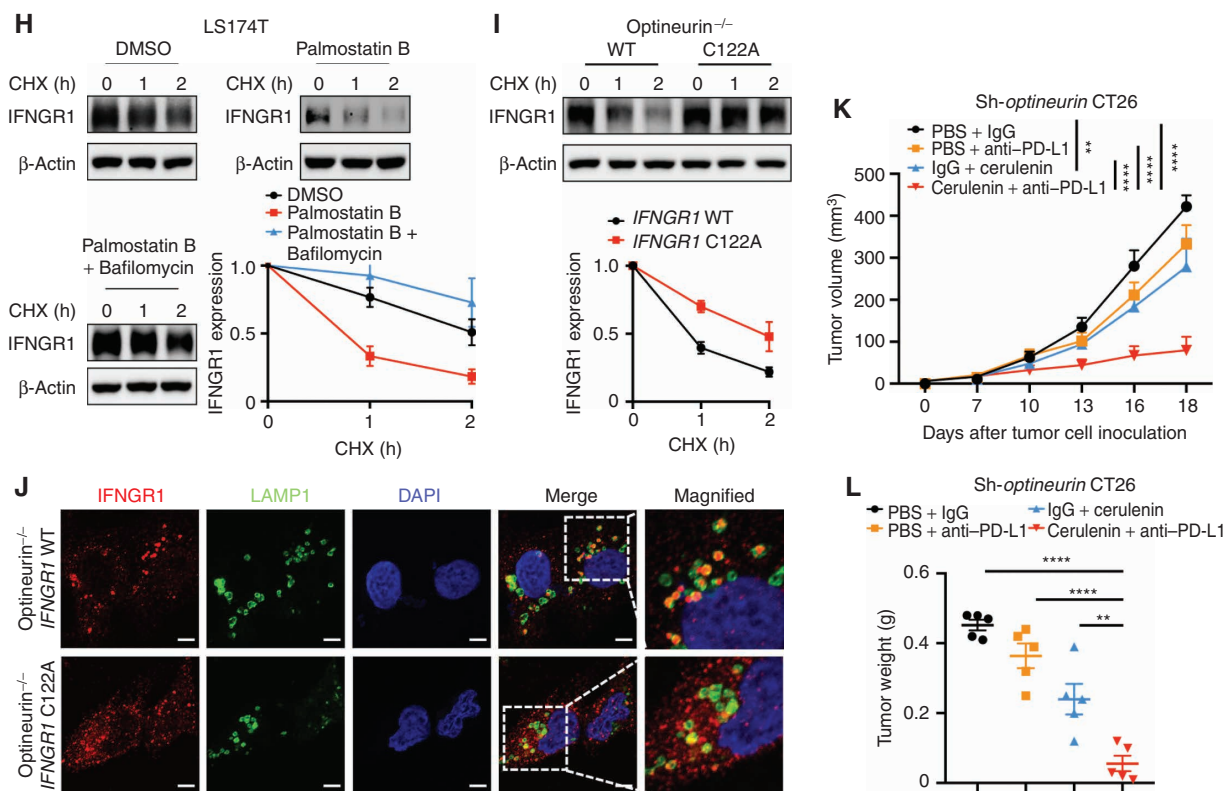 H
LS174T
DMSO
Palmostatin B
CHX (h) 0 1 2
0 1 2
IFNGR1
IFNGR1
β-Actin
β-Actin
Palmostatin B
+ Bafilomycin
CHX (h) 0 1 2
IFNGR1
β-Actin
DMSO
Palmostatin B
Palmostatin B +
Bafilomycin
IFNGR1 expression
1.0
0.5
0
0 1 2
CHX (h)
I
Optineurin−/−
WT C122A
CHX (h) 0 1 2 0 1 2
IFNGR1
β-Actin
IFNGR1 WT
IFNGR1 C122A
IFNGR1 expression
1.0
0.5
0
0 1 2
CHX (h)
J
IFNGR1 LAMP1 DAPI Merge Magnified
Optineurin−/−
IFNGR1 WT
Optineurin−/−
IFNGR1 C122A
K
Sh-optineurin CT26
PBS + IgG
PBS + anti–PD-L1
IgG + cerulenin
Cerulenin + anti–PD-L1
**
****
****
****
Tumor volume (mm³)
500
400
300
200
100
0
0 7 10 13 16 18
Days after tumor cell inoculation
L
Sh-optineurin CT26
PBS + IgG IgG + cerulenin
PBS + anti–PD-L1 Cerulenin + anti–PD-L1
****
****
**
Tumor weight (g)
0.6
0.4
0.2
0